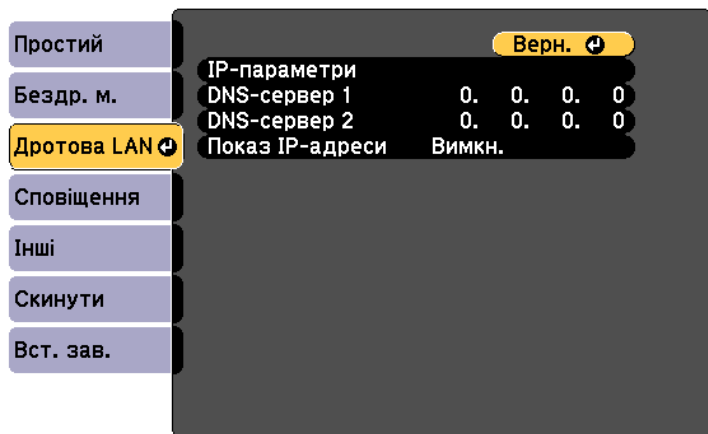 Простий
Бездр. м.
Дротова LAN
Сповіщення
Інші
Скинути
Вст. зав.
Верн.
IP-параметри
DNS-сервер 1 0. 0. 0. 0
DNS-сервер 2 0. 0. 0. 0
Показ IP-адреси Вимкн.